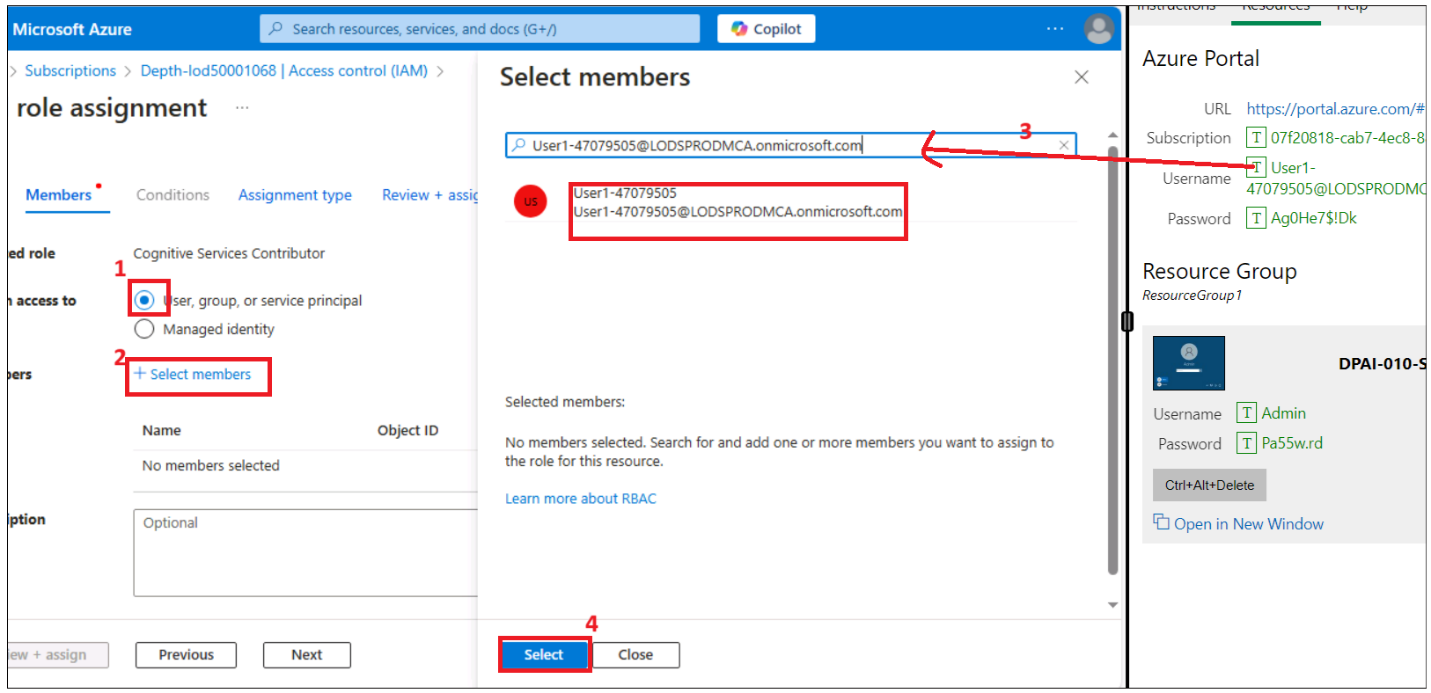 Microsoft Azure
Search resources, services, and docs (G+/)
Copilot
...
Instructions Resources Help
> Subscriptions > Depth-lod50001068 | Access control (IAM) >
role assignment ...
Members Conditions Assignment type Review +
Cognitive Services Contributor
1
access to
User, group, or service principal
Managed identity
2
+ Select members
Name Object ID
No members selected
Optional
+ assign
Previous
Next
Select members
3
User1-47079505@LODSPRODMCA.onmicrosoft.com
US
User1-47079505
User1-47079505@LODSPRODMCA.onmicrosoft.com
Selected members:
No members selected. Search for and add one or more members you want to assign to
the role for this resource.
Learn more about RBAC
4
Select
Close
Azure Portal
URL https://portal.azure.com/#
Subscription T 07f20818-cab7-4ec8-8
Username T User1-
47079505@LODSPRODMC
Password T Ag0He7$!Dk
Resource Group
ResourceGroup1
DPAI-010-S
Username T Admin
Password T Pa55w.rd
Ctrl+Alt+Delete
Open in New Window